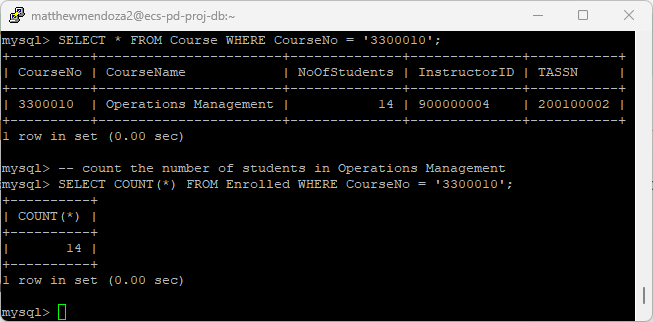 matthewmendoza2@ecs-pd-proj-db:~
mysql> SELECT * FROM Course WHERE CourseNo = '3300010';
+----------+-----------------------+--------------+--------------+-----------+
| CourseNo | CourseName            | NoOfStudents | InstructorID | TASSN     |
+----------+-----------------------+--------------+--------------+-----------+
| 3300010  | Operations Management |           14 | 900000004    | 200100002 |
+----------+-----------------------+--------------+--------------+-----------+
1 row in set (0.00 sec)
mysql> -- count the number of students in Operations Management
mysql> SELECT COUNT(*) FROM Enrolled WHERE CourseNo = '3300010';
+----------+
| COUNT(*) |
+----------+
|       14 |
+----------+
1 row in set (0.00 sec)
mysql>